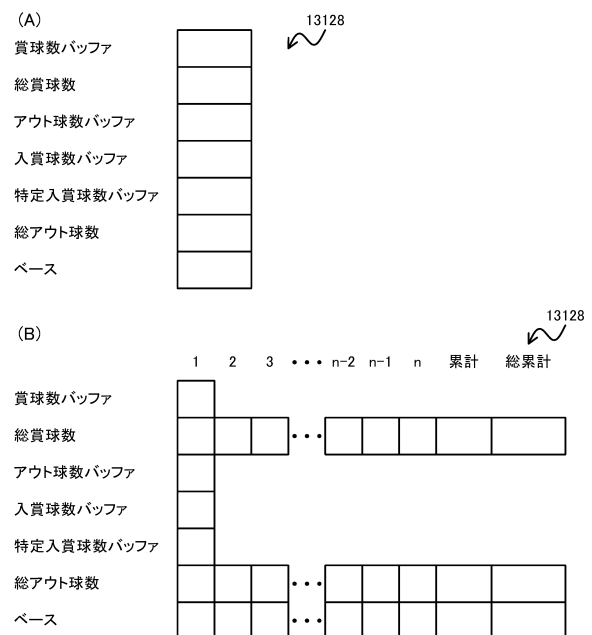 (A)
13128
賞球数バッファ
総賞球数
アウト球数バッファ
入賞球数バッファ
特定入賞球数バッファ
総アウト球数
ベース
13128
(B)
1 2 3 ••• n-2 n-1 n 累計 総累計
賞球数バッファ
総賞球数 •••
アウト球数バッファ
入賞球数バッファ
特定入賞球数バッファ
総アウト球数 •••
ベース •••